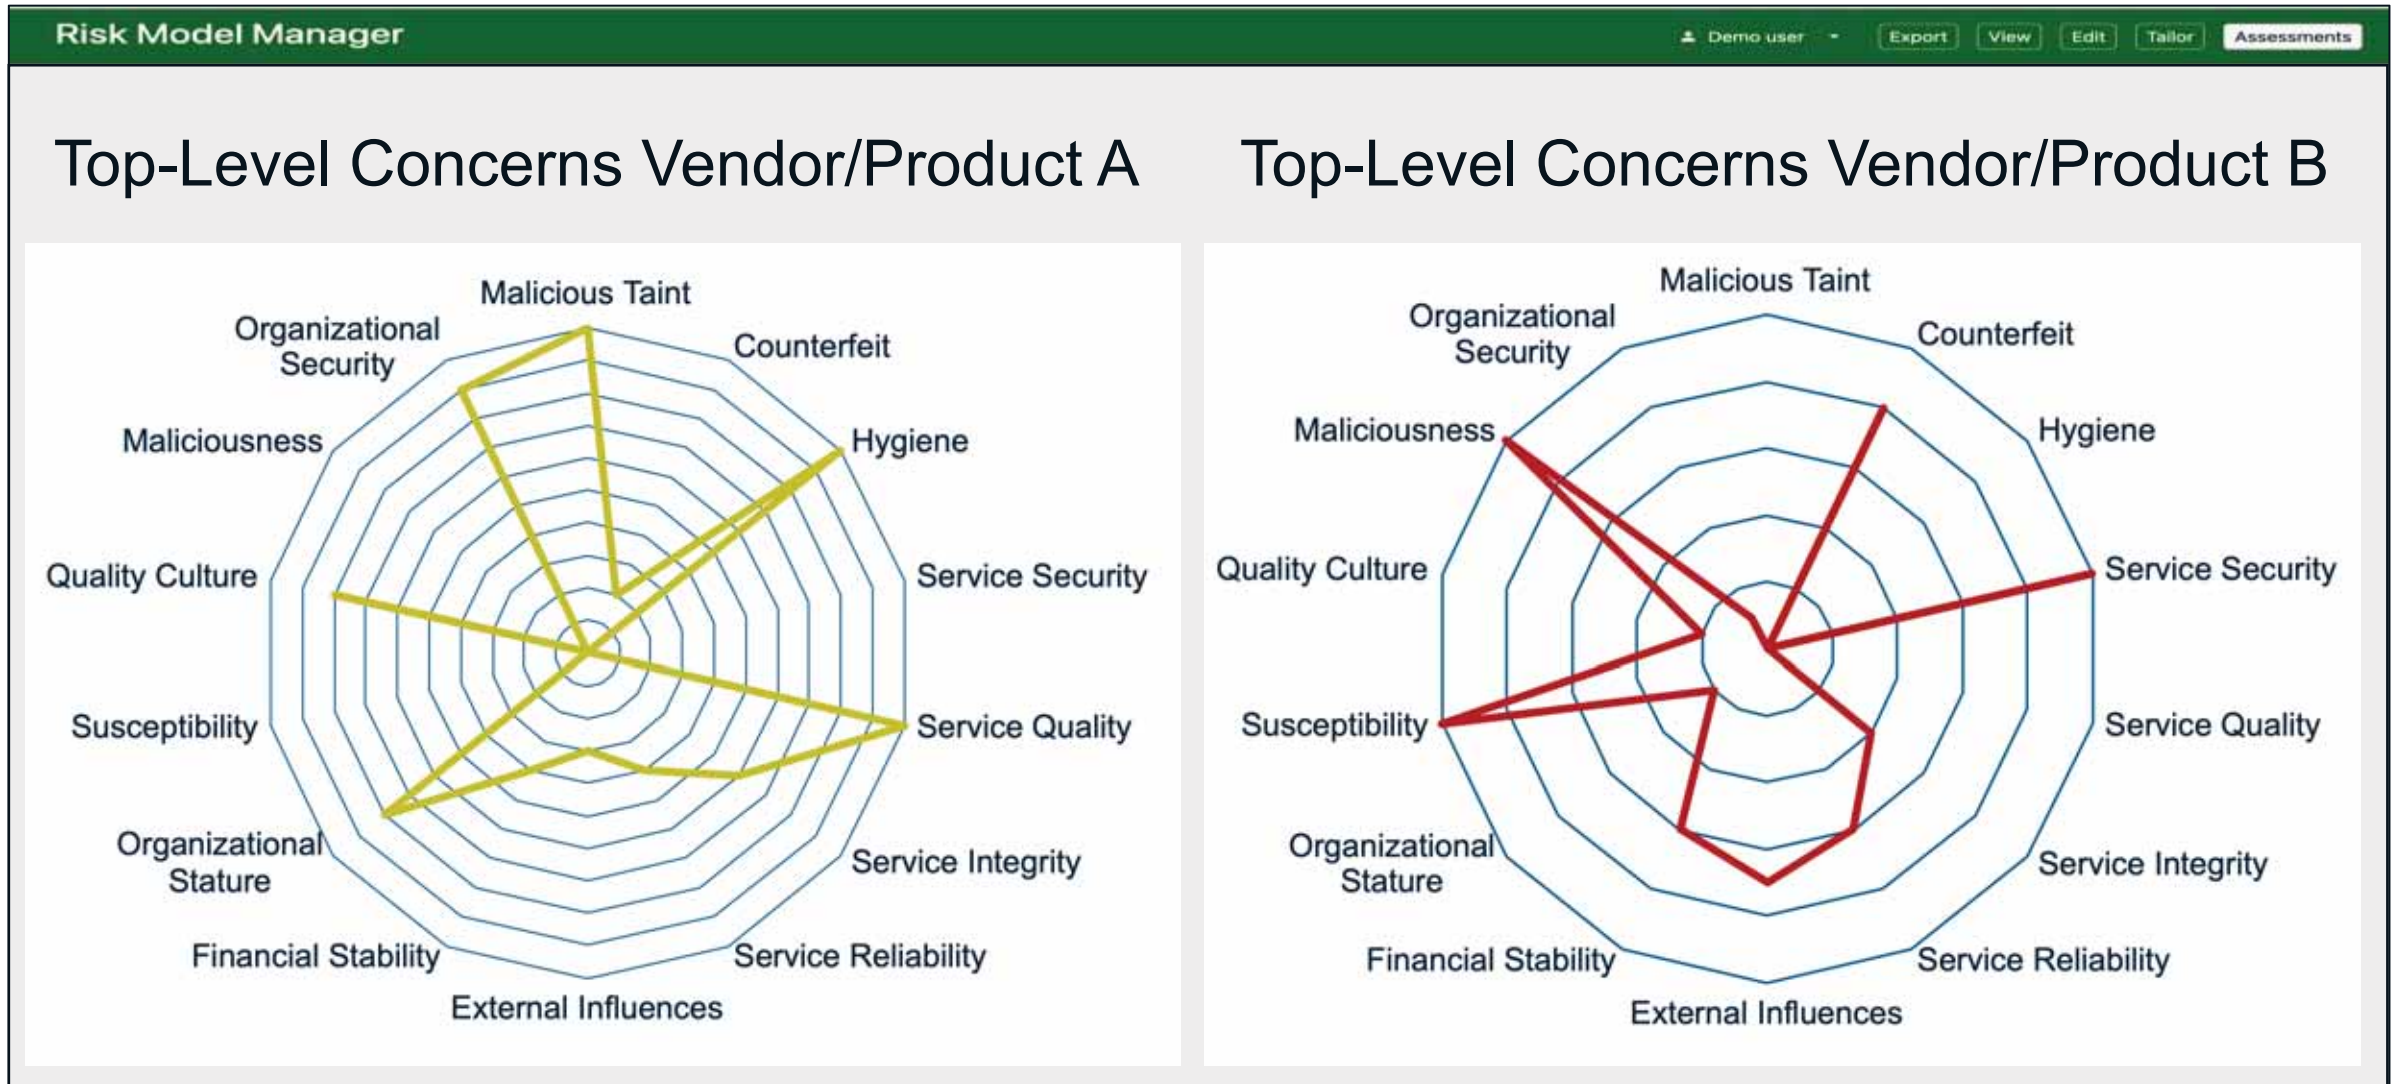 Risk Model Manager
Demo user
Export
View
Edit
Tailor
Assessments
Top-Level Concerns Vendor/Product A
Top-Level Concerns Vendor/Product B
Malicious Taint
Counterfeit
Hygiene
Service Security
Service Quality
Service Integrity
Service Reliability
External Influences
Financial Stability
Organizational
Stature
Susceptibility
Quality Culture
Maliciousness
Organizational
Security
Malicious Taint
Counterfeit
Hygiene
Service Security
Service Quality
Service Integrity
Service Reliability
External Influences
Financial Stability
Organizational
Stature
Susceptibility
Quality Culture
Maliciousness
Organizational
Security